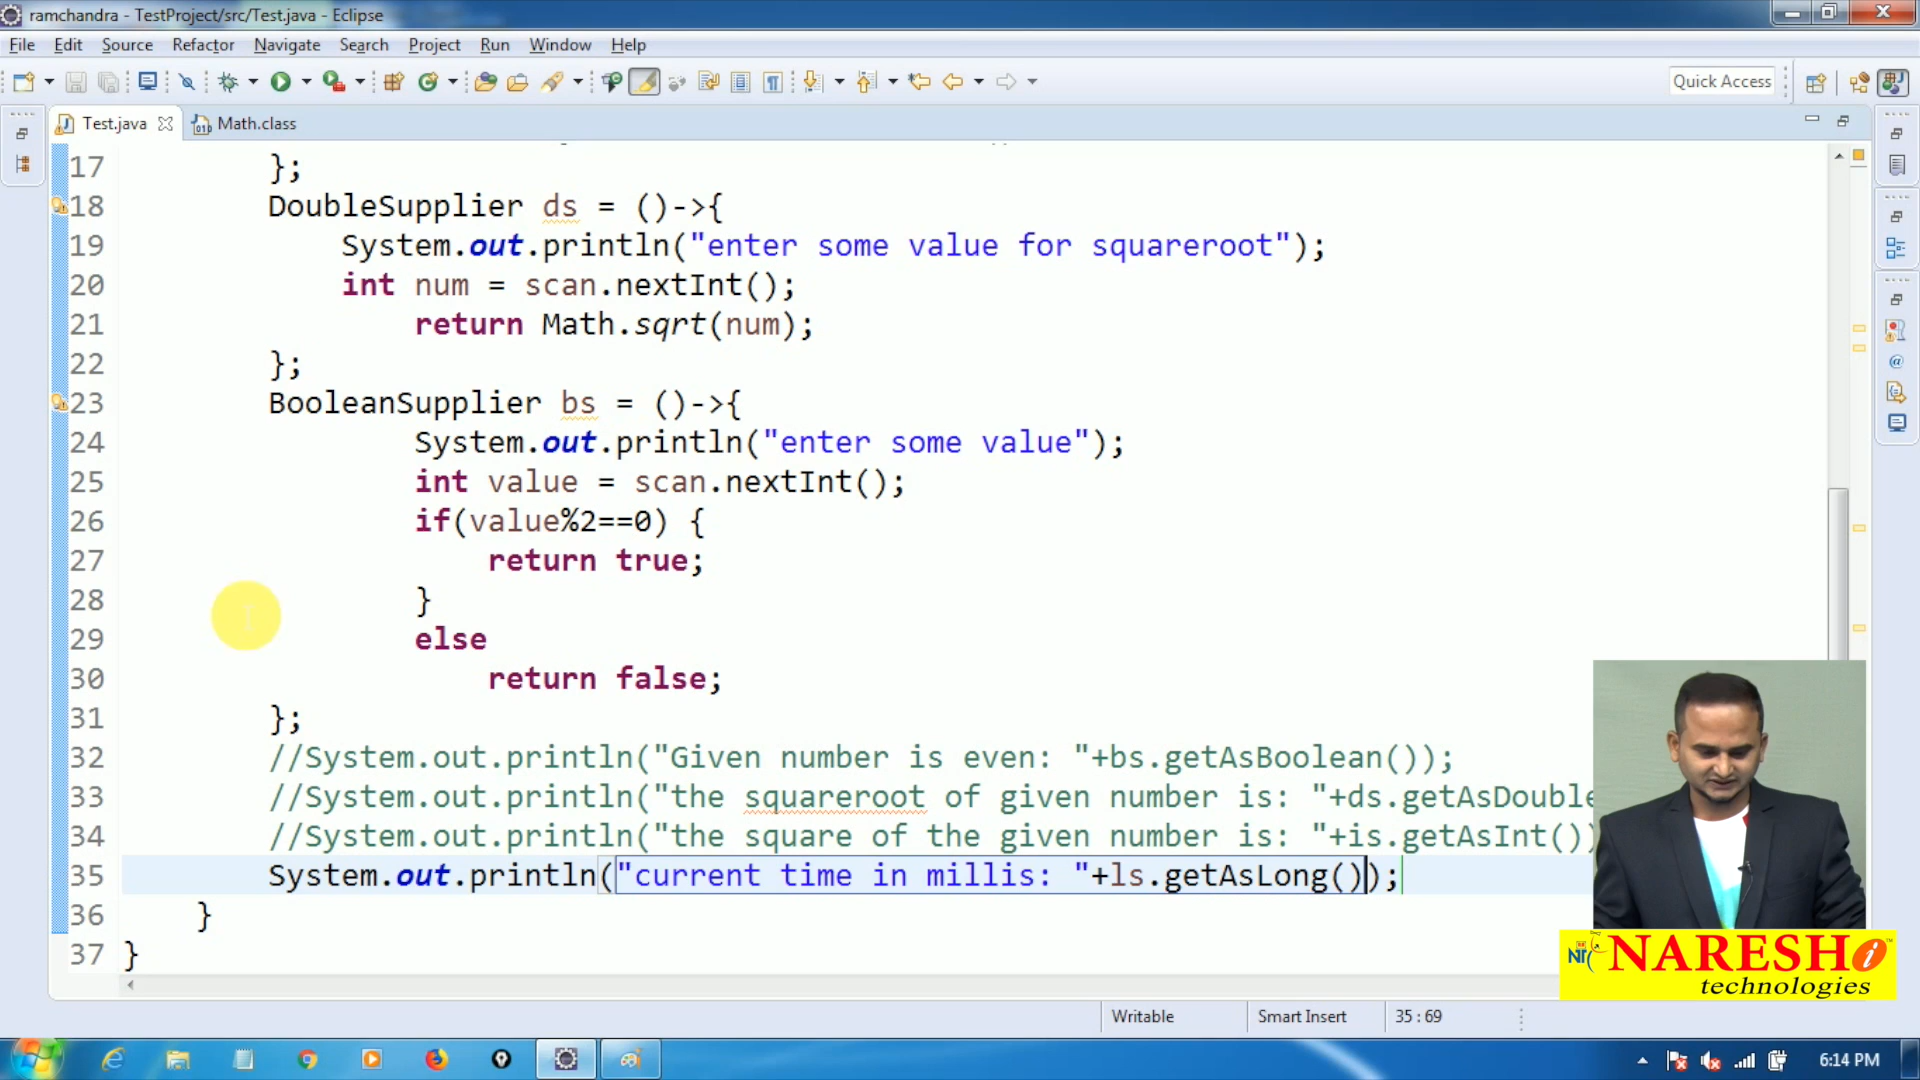 ramchandra - TestProject/src/Test.java - Eclipse
File Edit Source Refactor Navigate Search Project Run Window Help
Quick Access
Test.java Math.class
17 };
18 DoubleSupplier ds = ()->{
19 System.out.println("enter some value for squareroot");
20 int num = scan.nextInt();
21 return Math.sqrt(num);
22 };
23 BooleanSupplier bs = ()->{
24 System.out.println("enter some value");
25 int value = scan.nextInt();
26 if(value%2==0) {
27 return true;
28 }
29 else
30 return false;
31 };
32 //System.out.println("Given number is even: "+bs.getAsBoolean());
33 //System.out.println("the squareroot of given number is: "+ds.getAsDouble
34 //System.out.println("the square of the given number is: "+is.getAsInt())
35 System.out.println("current time in millis: "+ls.getAsLong());
36 }
37 }
NARESH i
technologies
Writable Smart Insert 35 : 69
6:14 PM